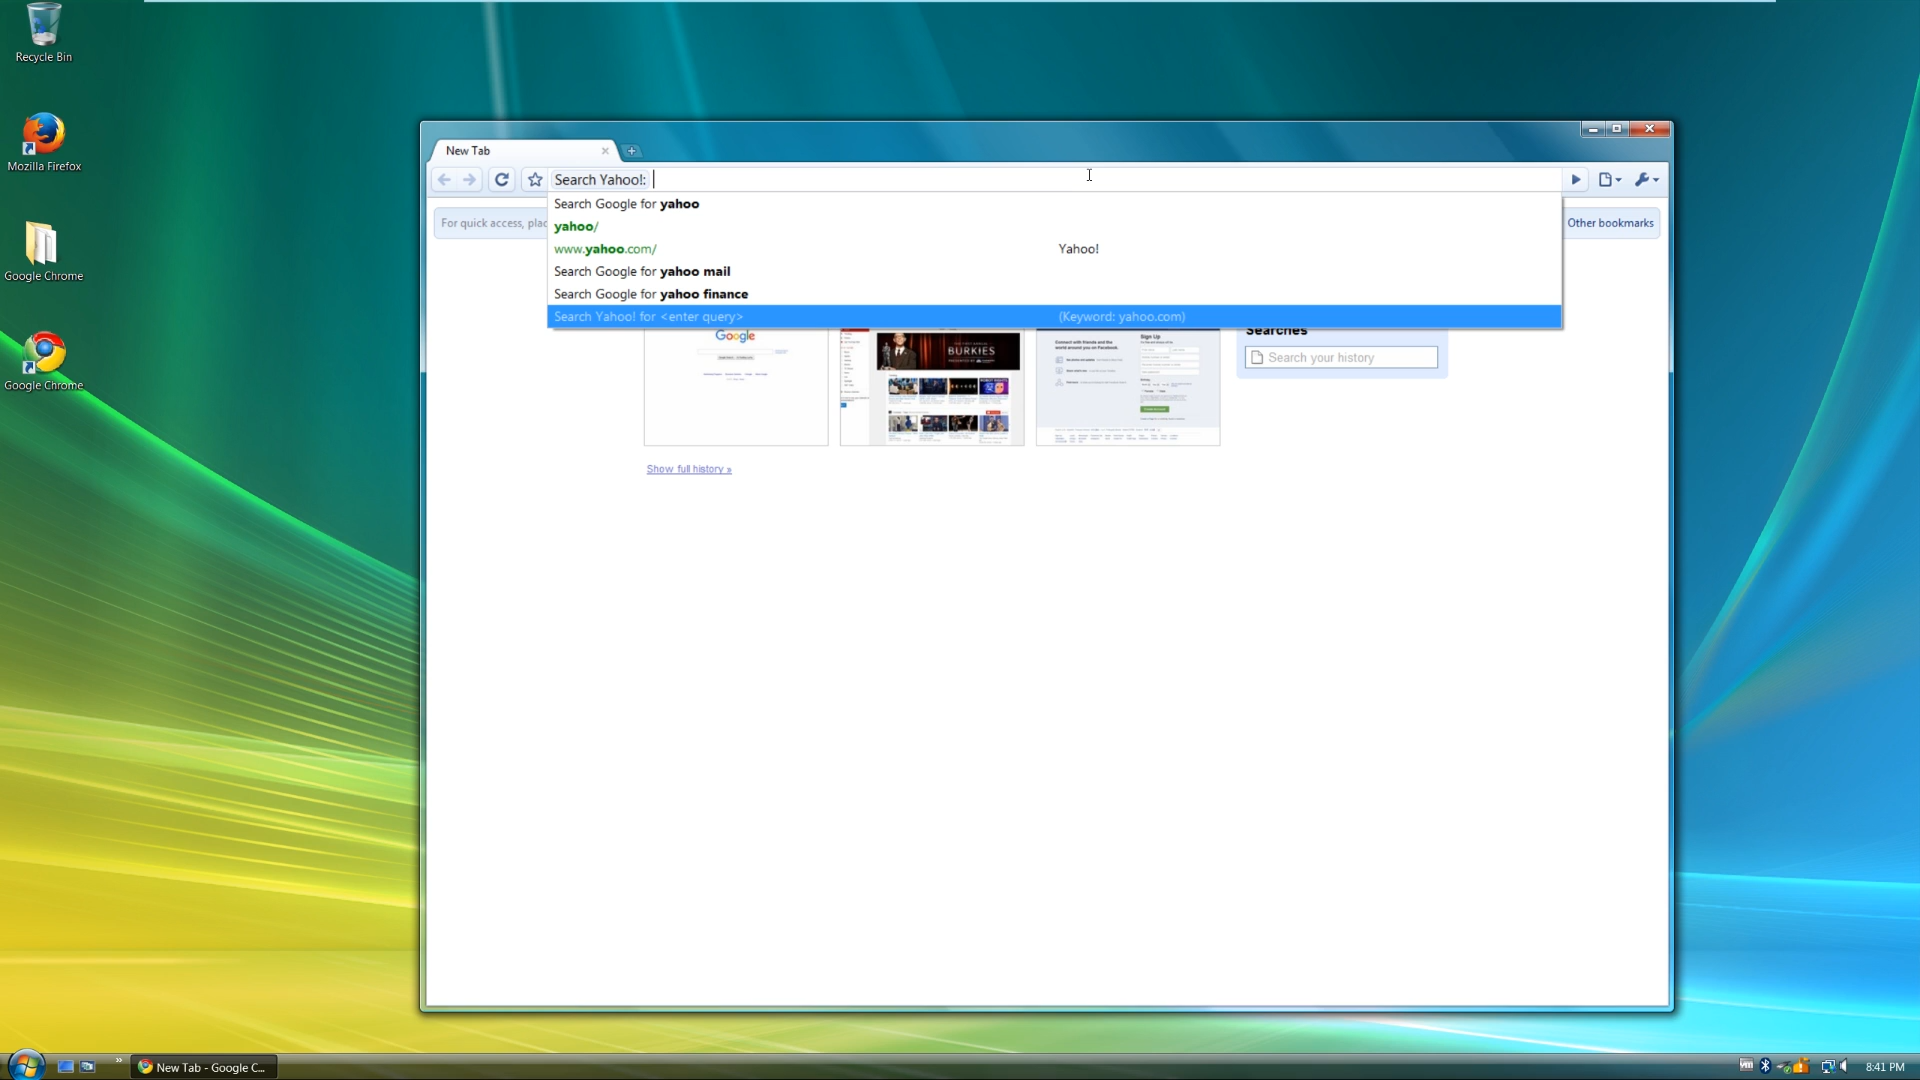 Recycle Bin
Mozilla Firefox
Google Chrome
Google Chrome
New Tab
Search Yahoo!:
Search Google for yahoo
yahoo/
www.yahoo.com/ Yahoo!
Search Google for yahoo mail
Search Google for yahoo finance
Search Yahoo! for <enter query> (Keyword: yahoo.com)
For quick access, plac
Other bookmarks
Google
BURKIES
Sign Up
Searches
Search your history
Show full history »
New Tab - Google C...
8:41 PM